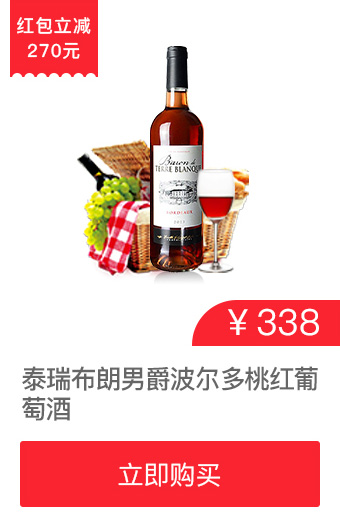 红包立减
270元
Baron de
TERRE BLANQUE
BORDEAUX
¥ 338
泰瑞布朗男爵波尔多桃红葡
萄酒
立即购买